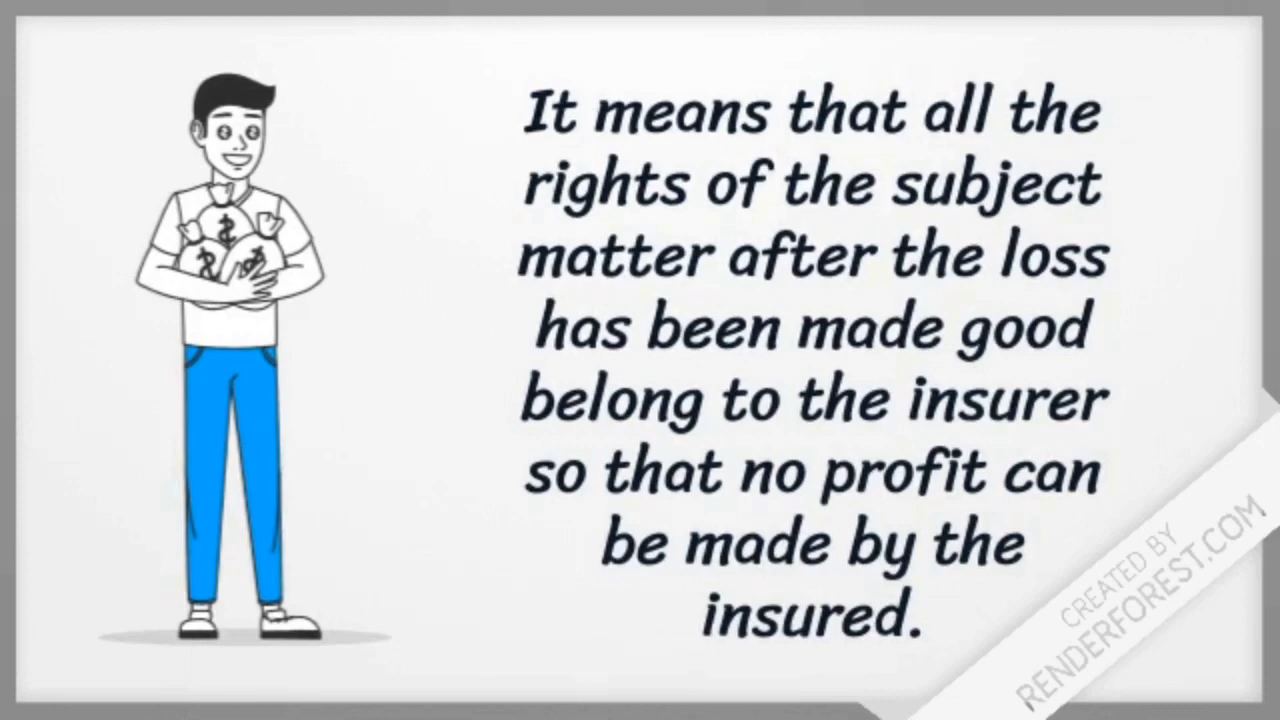 It means that all the
rights of the subject
matter after the loss
has been made good
belong to the insurer
so that no profit can
be made by the
insured.
CREATED BY
RENDERFOREST.COM